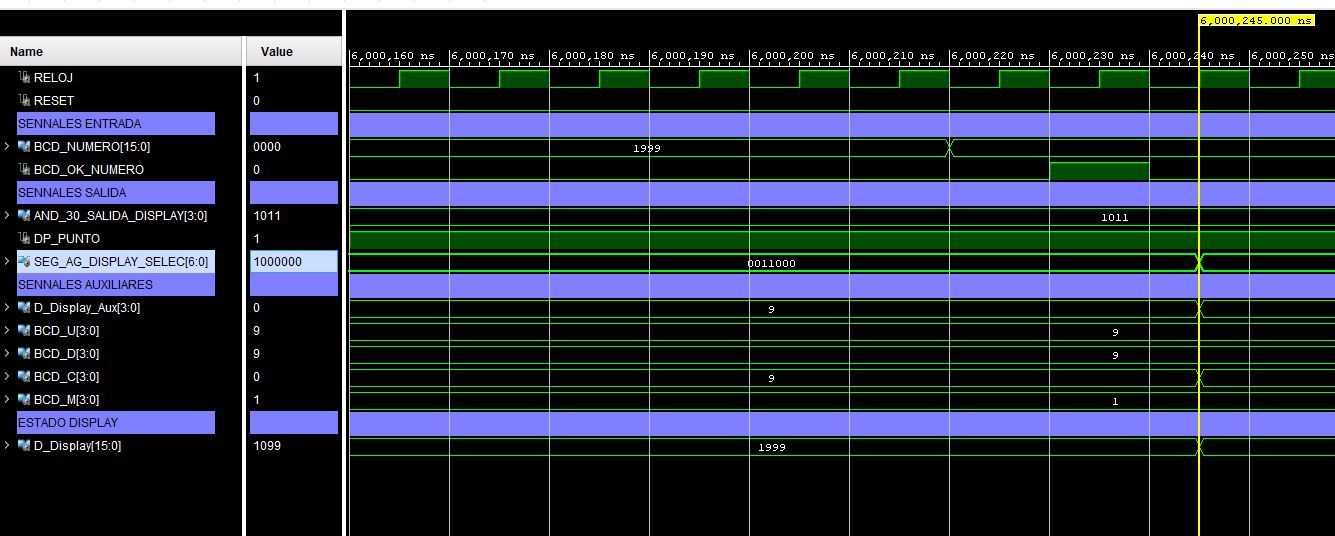 6,000,245.000 ns
Name Value
6,000,160 ns 6,000,170 ns 6,000,180 ns 6,000,190 ns 6,000,200 ns 6,000,210 ns 6,000,220 ns 6,000,230 ns 6,000,240 ns 6,000,250 ns
RELOJ 1
RESET 0
SENNALES ENTRADA
BCD_NUMERO[15:0] 0000 1999
BCD_OK_NUMERO 0
SENNALES SALIDA
AND_30_SALIDA_DISPLAY[3:0] 1011 1011
DP_PUNTO 1
SEG_AG_DISPLAY_SELEC[6:0] 1000000 0011000
SENNALES AUXILIARES
D_Display_Aux[3:0] 0 9
BCD_U[3:0] 9 9
BCD_D[3:0] 9 9
BCD_C[3:0] 0 9
BCD_M[3:0] 1 1
ESTADO DISPLAY
D_Display[15:0] 1099 1999